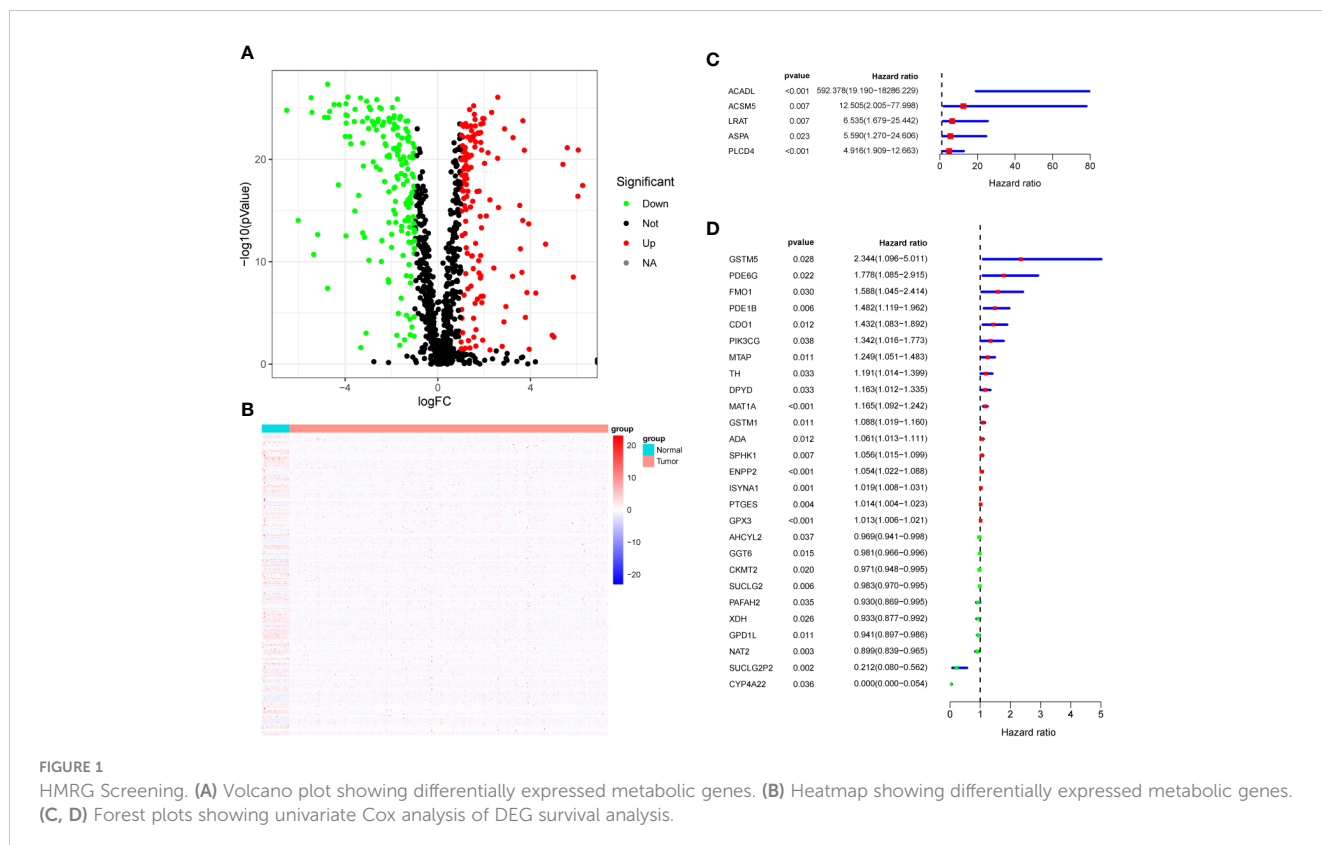 A
20
10
0
−log10(pValue)
−4
0
4
logFC
Significant
Down
Not
Up
NA
B
group
20
10
0
−10
−20
group
Normal
Tumor
C
pvalue Hazard ratio
ACADL <0.001 592.378(19.190−18286.229)
ACSM5 0.007 12.505(2.005−77.998)
LRAT 0.007 6.535(1.679−25.442)
ASPA 0.023 5.590(1.270−24.606)
PLCD4 <0.001 4.916(1.909−12.663)
0 20 40 60 80
Hazard ratio
D
pvalue Hazard ratio
GSTM5 0.028 2.344(1.096−5.011)
PDE6G 0.022 1.778(1.085−2.915)
FMO1 0.030 1.588(1.045−2.414)
PDE1B 0.006 1.482(1.119−1.962)
CDO1 0.012 1.432(1.083−1.892)
PIK3CG 0.038 1.342(1.016−1.773)
MTAP 0.011 1.249(1.051−1.483)
TH 0.033 1.191(1.014−1.399)
DPYD 0.033 1.163(1.012−1.335)
MAT1A <0.001 1.165(1.092−1.242)
GSTM1 0.011 1.088(1.019−1.160)
ADA 0.012 1.061(1.013−1.111)
SPHK1 0.007 1.056(1.015−1.099)
ENPP2 <0.001 1.054(1.022−1.088)
ISYNA1 0.001 1.019(1.008−1.031)
PTGES 0.004 1.014(1.004−1.023)
GPX3 <0.001 1.013(1.006−1.021)
AHCYL2 0.037 0.969(0.941−0.998)
GGT6 0.015 0.981(0.966−0.996)
CKMT2 0.020 0.971(0.948−0.995)
SUCLG2 0.006 0.983(0.970−0.995)
PAFAH2 0.035 0.930(0.869−0.995)
XDH 0.026 0.933(0.877−0.992)
GPD1L 0.011 0.941(0.897−0.986)
NAT2 0.003 0.899(0.839−0.965)
SUCLG2P2 0.002 0.212(0.080−0.562)
CYP4A22 0.036 0.000(0.000−0.054)
0 1 2 3 4 5
Hazard ratio
FIGURE 1
HMRG Screening. (A) Volcano plot showing differentially expressed metabolic genes. (B) Heatmap showing differentially expressed metabolic genes.
(C, D) Forest plots showing univariate Cox analysis of DEG survival analysis.